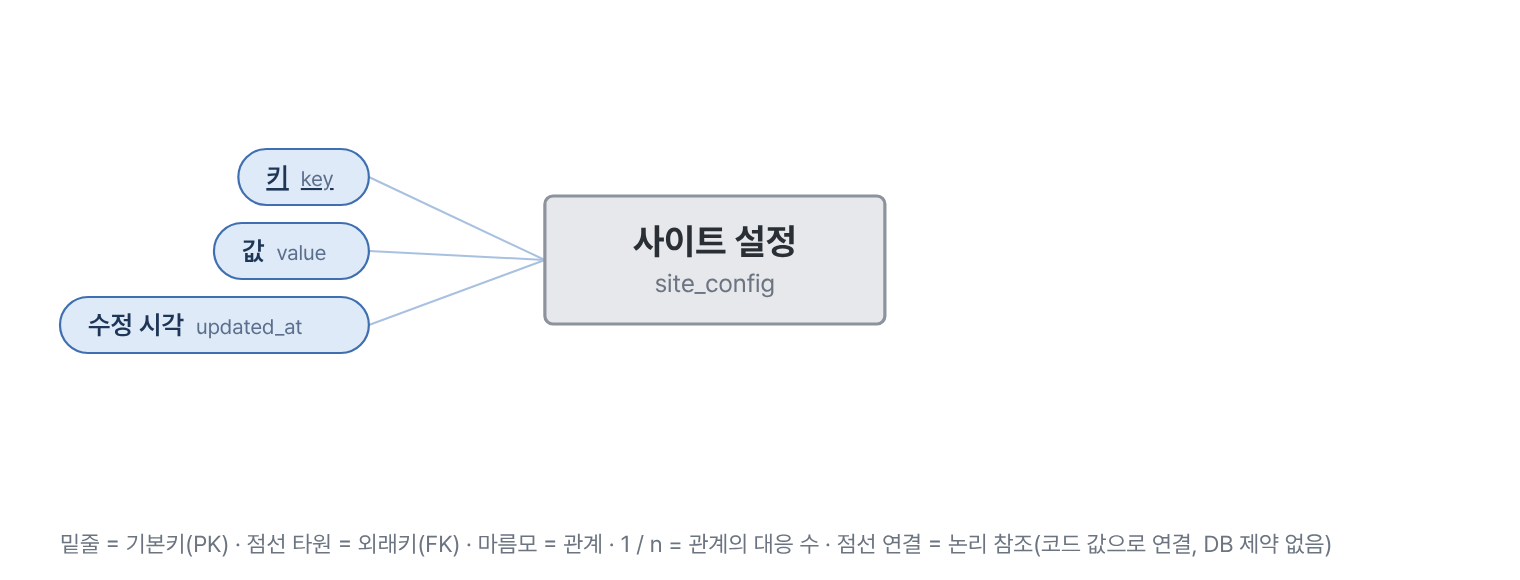 키 key
값 value
수정 시각 updated_at
사이트 설정
site_config
밑줄 = 기본키(PK) · 점선 타원 = 외래키(FK) · 마름모 = 관계 · 1 / n = 관계의 대응 수 · 점선 연결 = 논리 참조(코드 값으로 연결, DB 제약 없음)